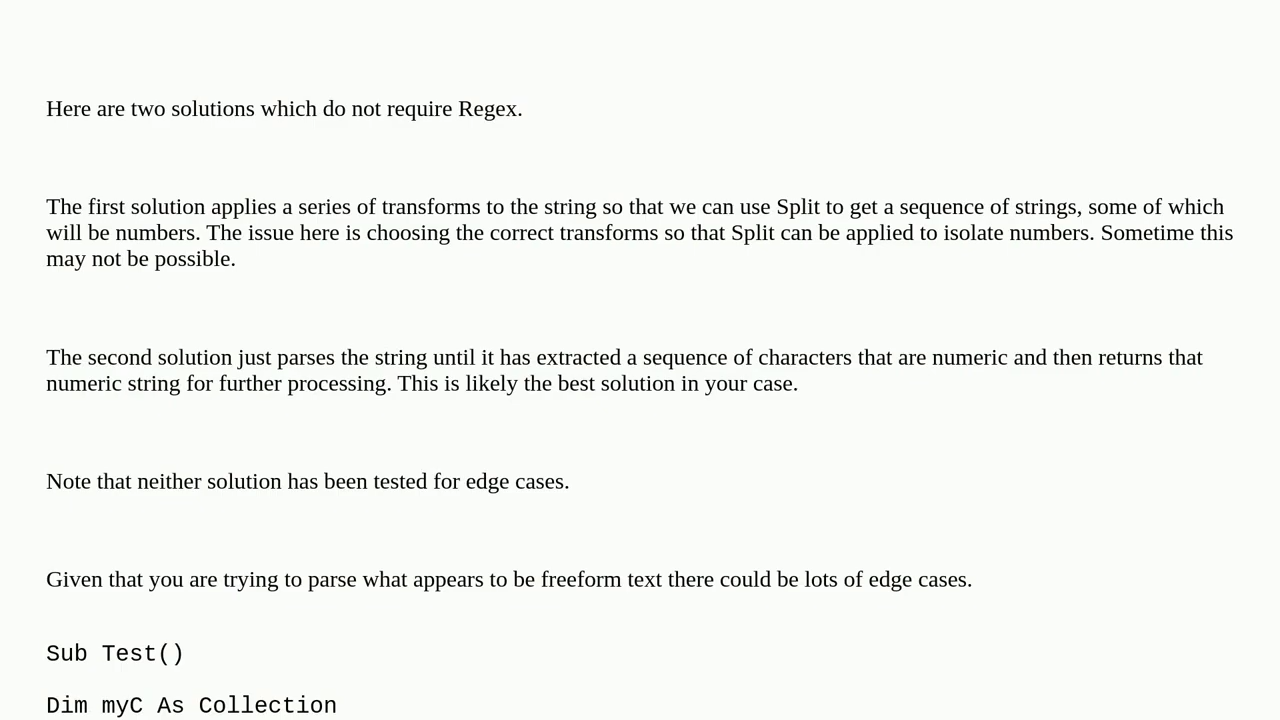 Here are two solutions which do not require Regex.
The first solution applies a series of transforms to the string so that we can use Split to get a sequence of strings, some of which
will be numbers. The issue here is choosing the correct transforms so that Split can be applied to isolate numbers. Sometime this
may not be possible.
The second solution just parses the string until it has extracted a sequence of characters that are numeric and then returns that
numeric string for further processing. This is likely the best solution in your case.
Note that neither solution has been tested for edge cases.
Given that you are trying to parse what appears to be freeform text there could be lots of edge cases.
Sub Test()
Dim myC As Collection